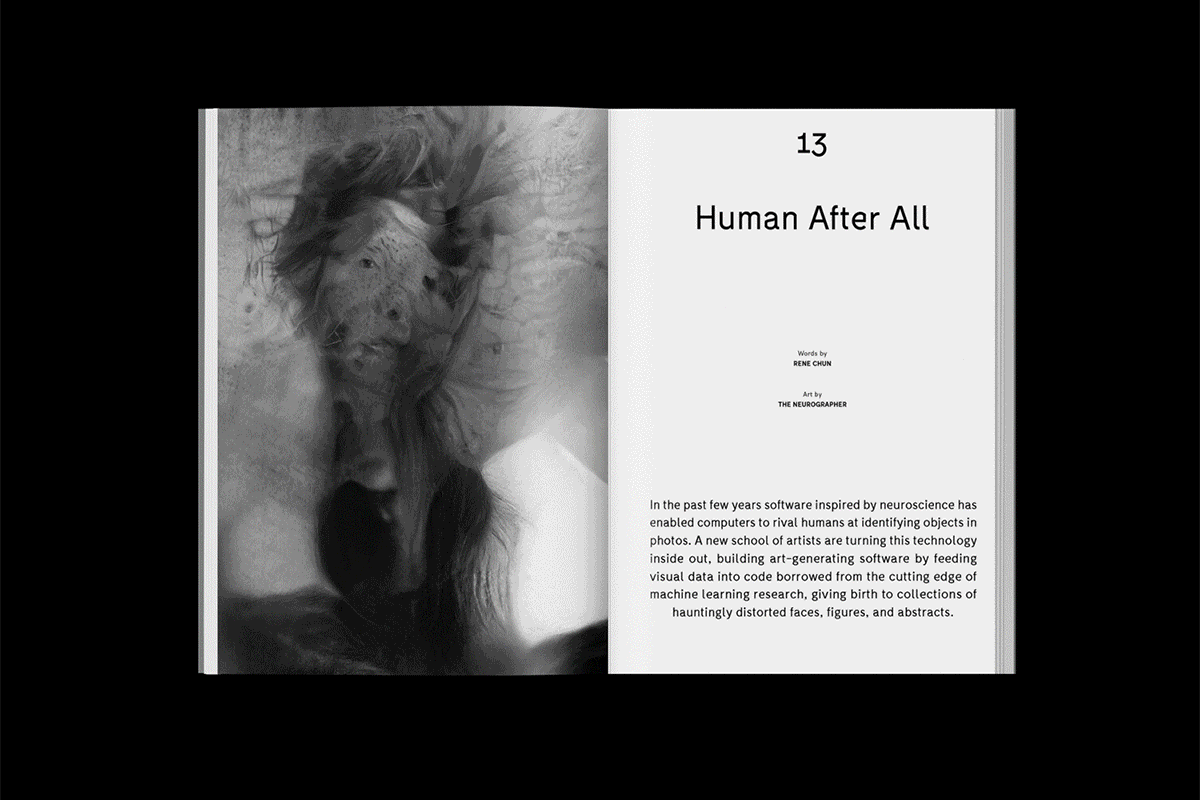 13
Human After All
Words by
RENE CHUN
Art by
THE NEUROGRAPHER
In the past few years software inspired by neuroscience has
enabled computers to rival humans at identifying objects in
photos. A new school of artists are turning this technology
inside out, building art-generating software by feeding
visual data into code borrowed from the cutting edge of
machine learning research, giving birth to collections of
hauntingly distorted faces, figures, and abstracts.